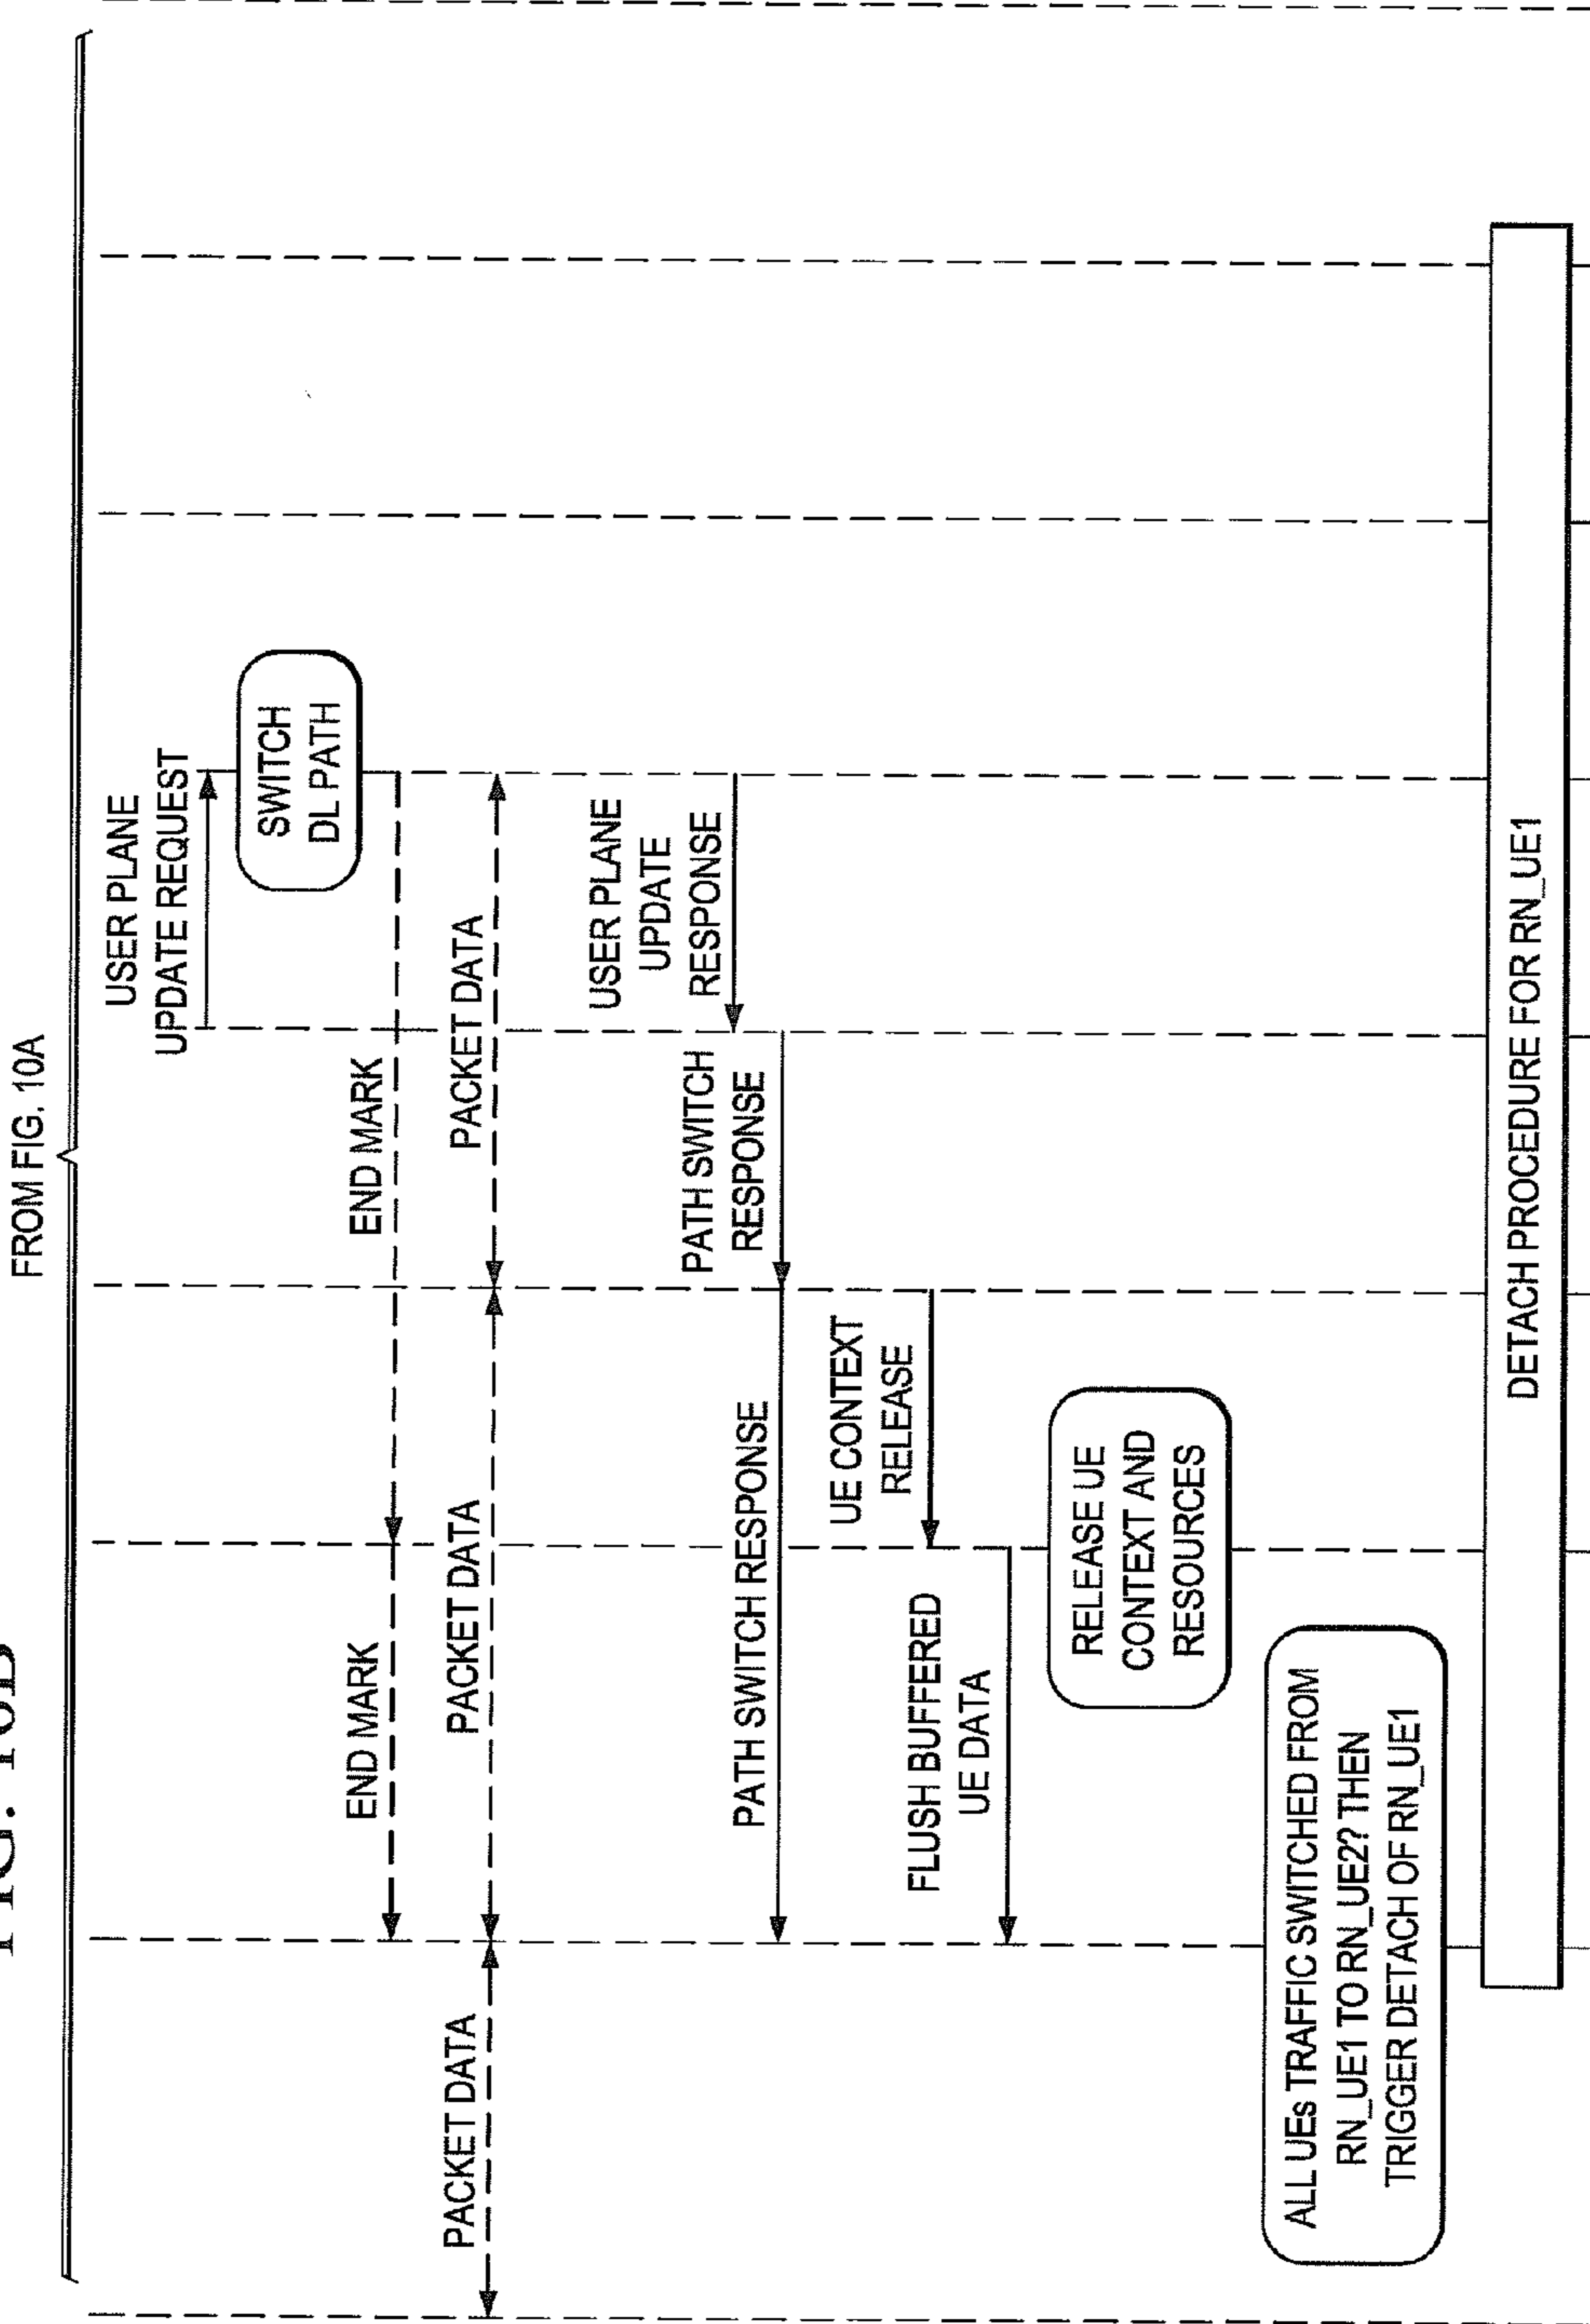 FIG. 10B
FROM FIG. 10A
USER PLANE
UPDATE REQUEST
SWITCH
DL PATH
END MARK
END MARK
PACKET DATA
PACKET DATA
PACKET DATA
USER PLANE
UPDATE
RESPONSE
PATH SWITCH
RESPONSE
PATH SWITCH RESPONSE
UE CONTEXT
RELEASE
FLUSH BUFFERED
UE DATA
RELEASE UE
CONTEXT AND
RESOURCES
ALL UEs TRAFFIC SWITCHED FROM
RN_UE1 TO RN_UE2? THEN
TRIGGER DETACH OF RN_UE1
DETACH PROCEDURE FOR RN_UE1